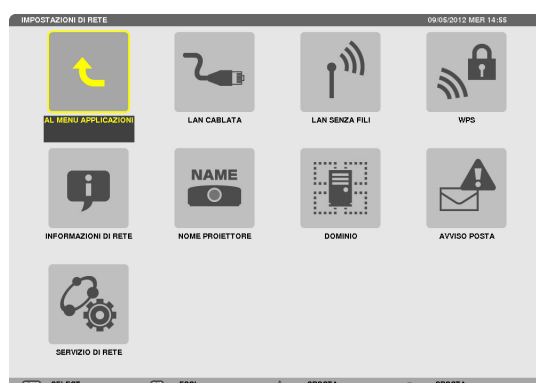 IMPOSTAZIONI DI RETE 09/05/2012 MER 14:55
AL MENU APPLICAZIONI LAN CABLATA LAN SENZA FILI WPS
NAME
INFORMAZIONI DI RETE NOME PROIETTORE DOMINIO AVVISO POSTA
SERVIZIO DI RETE